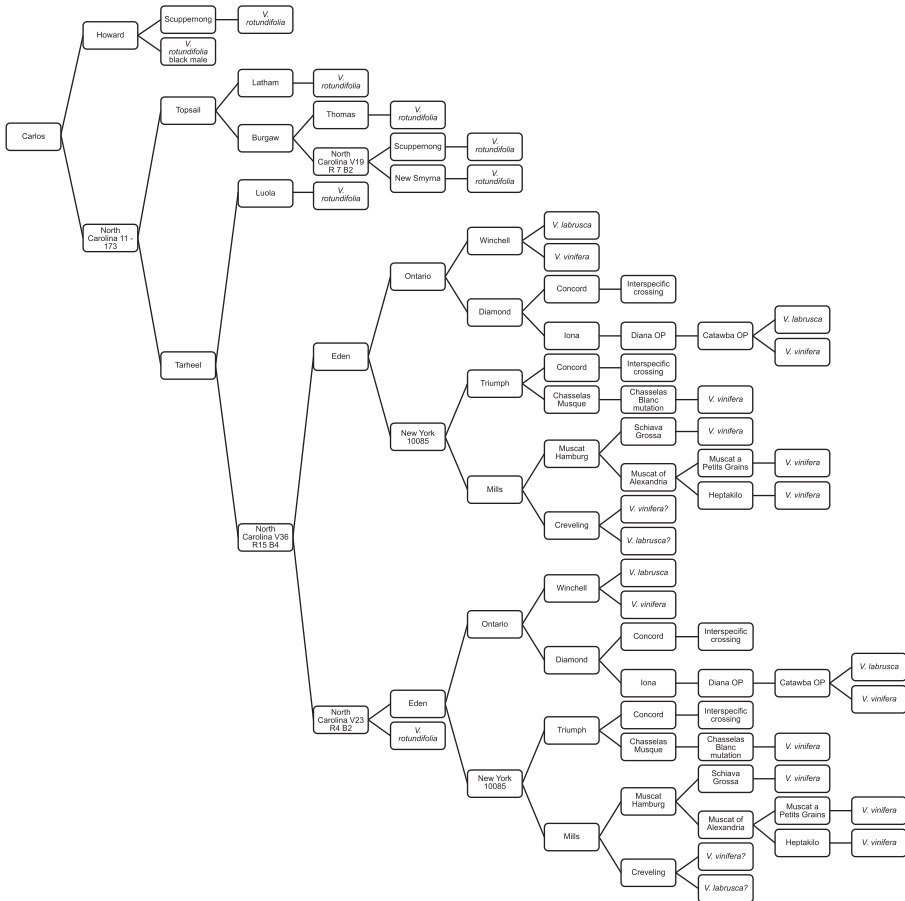 Scuppernong
V.
rotundifolia
Howard
V.
rotundifolia
black male
Latham
V.
rotundifolia
Topsail
Thomas
V.
rotundifolia
Carlos
Burgaw
Scuppernong
V.
rotundifolia
North
Carolina V19
R 7 B2
New Smyrna
V.
rotundifolia
Luola
V.
rotundifolia
North
Carolina 11 -
173
V. labrusca
Winchell
V. vinifera
Ontario
Concord
Interspecific
crossing
Diamond
V. labrusca
Iona
Diana OP
Catawba OP
V. vinifera
Eden
Tarheel
Concord
Interspecific
crossing
Triumph
Chasselas
Musque
Chasselas
Blanc
mutation
V. vinifera
New York
10085
Schiava
Grossa
V. vinifera
Muscat
Hamburg
Muscat a
Petits Grains
V. vinifera
Muscat of
Alexandria
Mills
Heptakilo
V. vinifera
V. vinifera?
Creveling
V. labrusca?
North
Carolina V36
R15 B4
V. labrusca
Winchell
V. vinifera
Ontario
Concord
Interspecific
crossing
Diamond
V. labrusca
Iona
Diana OP
Catawba OP
V. vinifera
Eden
North
Carolina V23
R4 B2
V.
rotundifolia
Concord
Interspecific
crossing
Triumph
Chasselas
Musque
Chasselas
Blanc
mutation
V. vinifera
New York
10085
Schiava
Grossa
V. vinifera
Muscat
Hamburg
Muscat a
Petits Grains
V. vinifera
Muscat of
Alexandria
Mills
Heptakilo
V. vinifera
V. vinifera?
Creveling
V. labrusca?